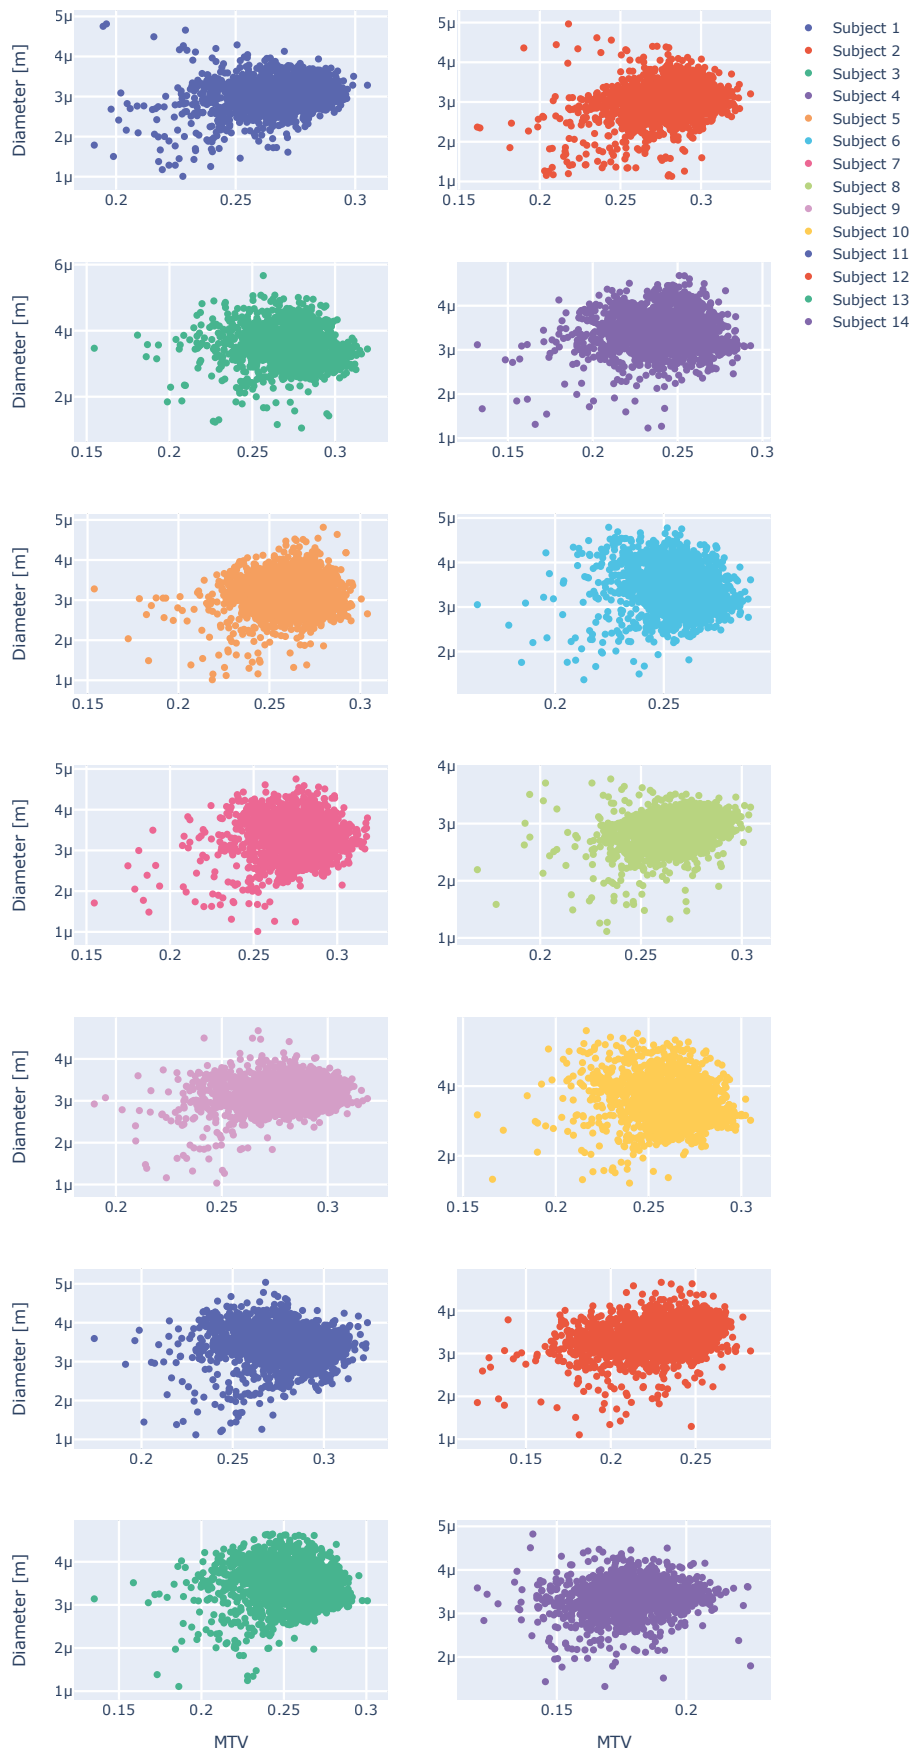 5μ
4μ
3μ
2μ
1μ
Diameter [m]
0.2
0.25
0.3
5μ
4μ
3μ
2μ
1μ
0.15
0.2
0.25
0.3
Subject 1
Subject 2
Subject 3
Subject 4
Subject 5
Subject 6
Subject 7
Subject 8
Subject 9
Subject 10
Subject 11
Subject 12
Subject 13
Subject 14
6μ
4μ
2μ
Diameter [m]
0.15
0.2
0.25
0.3
4μ
3μ
2μ
1μ
0.15
0.2
0.25
0.3
5μ
4μ
3μ
2μ
1μ
Diameter [m]
0.15
0.2
0.25
0.3
5μ
4μ
3μ
2μ
0.2
0.25
5μ
4μ
3μ
2μ
1μ
Diameter [m]
0.15
0.2
0.25
0.3
4μ
3μ
2μ
1μ
0.2
0.25
0.3
4μ
3μ
2μ
1μ
Diameter [m]
0.2
0.25
0.3
4μ
2μ
0.15
0.2
0.25
0.3
5μ
4μ
3μ
2μ
1μ
Diameter [m]
0.2
0.25
0.3
4μ
3μ
2μ
1μ
0.15
0.2
0.25
4μ
3μ
2μ
1μ
Diameter [m]
0.15
0.2
0.25
0.3
MTV
5μ
4μ
3μ
2μ
0.15
0.2
MTV